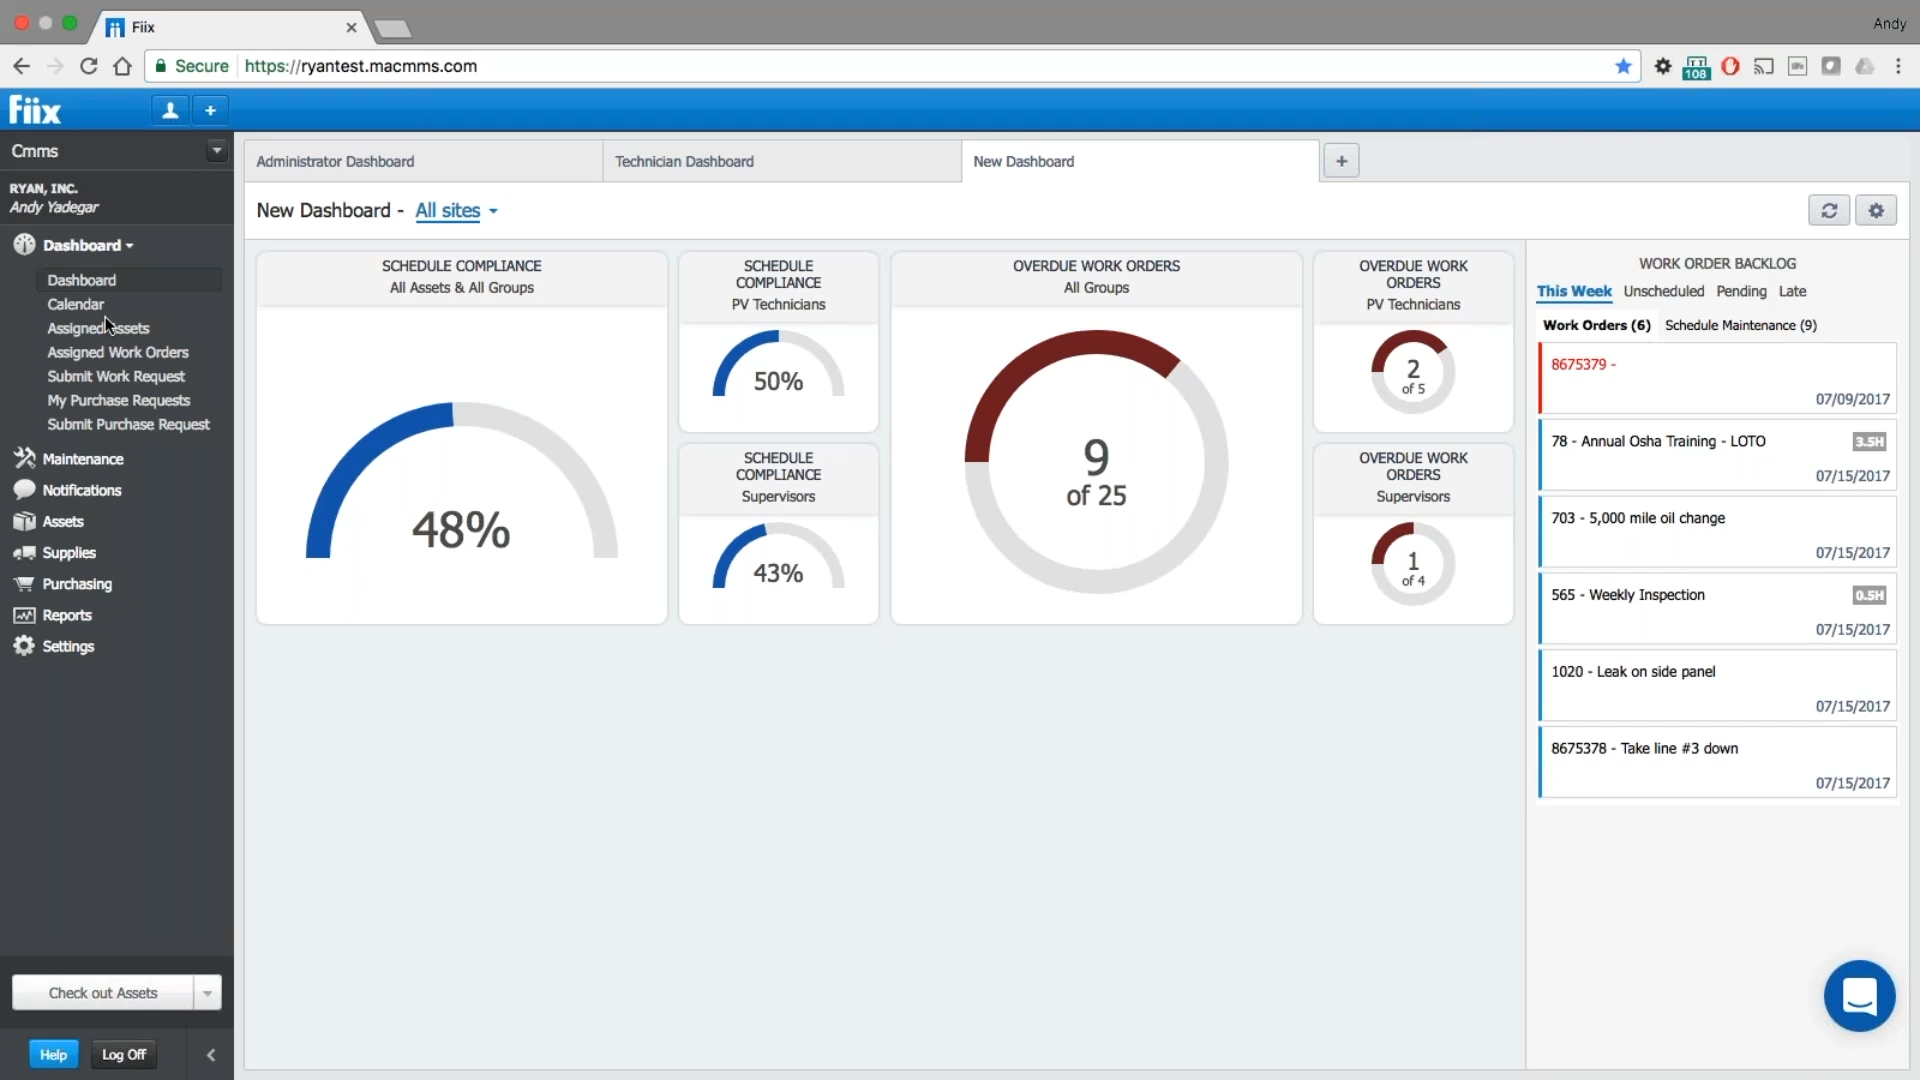 Fiix
Andy
Secure https://ryantest.macmms.com
108
Fiix
+
Cmms
RYAN, INC.
Andy Yadegar
Dashboard
Dashboard
Calendar
Assigned Assets
Assigned Work Orders
Submit Work Request
My Purchase Requests
Submit Purchase Request
Maintenance
Notifications
Assets
Supplies
Purchasing
Reports
Settings
Check out Assets
Help
Log Off
Administrator Dashboard
Technician Dashboard
New Dashboard
+
New Dashboard - All sites
SCHEDULE COMPLIANCE
All Assets & All Groups
48%
SCHEDULE
COMPLIANCE
PV Technicians
50%
SCHEDULE
COMPLIANCE
Supervisors
43%
OVERDUE WORK ORDERS
All Groups
9
of 25
OVERDUE WORK
ORDERS
PV Technicians
2
of 5
OVERDUE WORK
ORDERS
Supervisors
1
of 4
WORK ORDER BACKLOG
This Week Unscheduled Pending Late
Work Orders (6) Schedule Maintenance (9)
8675379 -
07/09/2017
78 - Annual Osha Training - LOTO 3.5H
07/15/2017
703 - 5,000 mile oil change
07/15/2017
565 - Weekly Inspection 0.5H
07/15/2017
1020 - Leak on side panel
07/15/2017
8675378 - Take line #3 down
07/15/2017